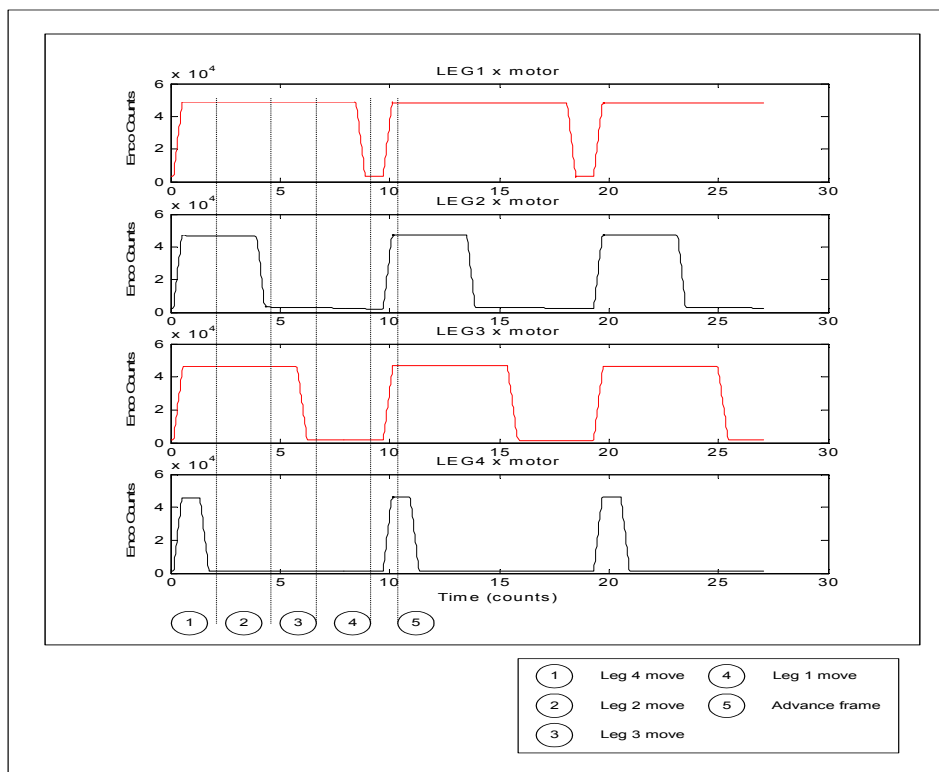 x 10^4
LEG1 x motor
Enco Counts
6
4
2
0
0 5 10 15 20 25 30
x 10^4
LEG2 x motor
Enco Counts
6
4
2
0
0 5 10 15 20 25 30
x 10^4
LEG3 x motor
Enco Counts
6
4
2
0
0 5 10 15 20 25 30
x 10^4
LEG4 x motor
Enco Counts
6
4
2
0
0 5 10 15 20 25 30
Time (counts)
1 2 3 4 5
1 Leg 4 move 4 Leg 1 move
2 Leg 2 move 5 Advance frame
3 Leg 3 move